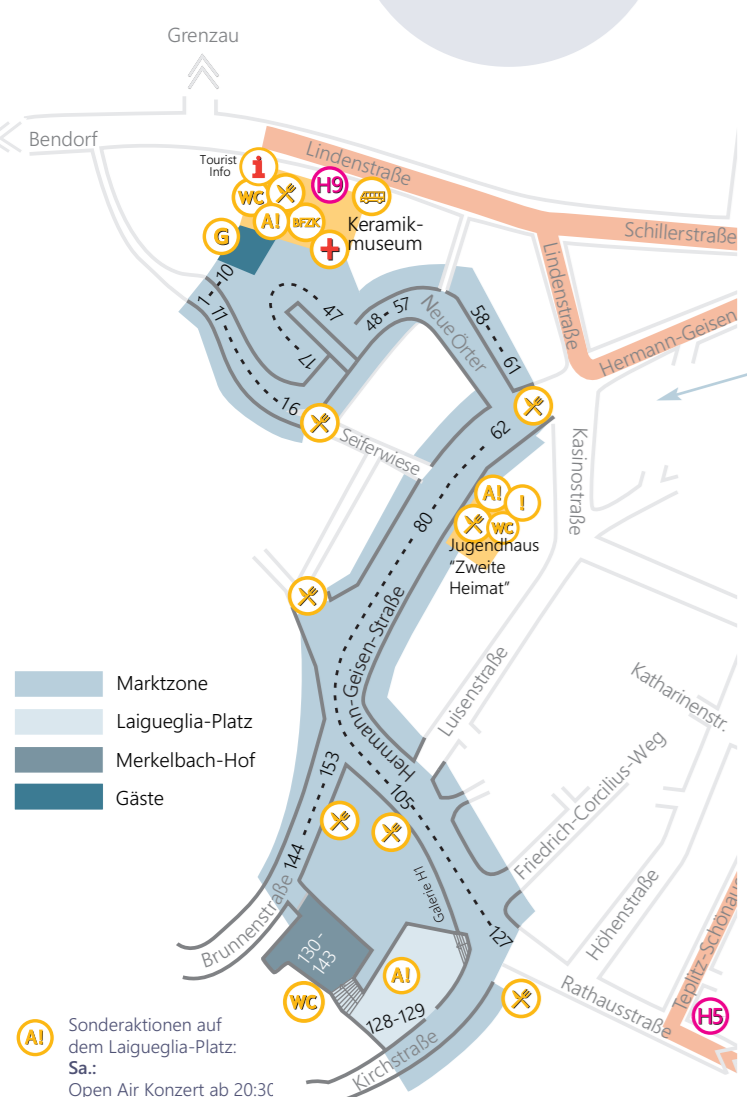 Grenzau
Bendorf
Tourist
Info
i
Lindenstraße
H9
WC
A!
BFZK
G
Keramik-
museum
Schillerstraße
Lindenstraße
Hermann-Geisen
1 - -10
11
47
17
16
48 - 57
Neue Örter
58
61
62
Seiferwiese
Kasinostraße
80
A!
!
WC
Jugendhaus
"Zweite
Heimat"
Hernmann-Geisen-Straße
Luisenstraße
Katharinenstr.
Marktzone
Laigueglia-Platz
Merkelbach-Hof
Gäste
153
105
144
Friedrich-Corcilius-Weg
Galerie H1
Höhenstraße
Teplitz-Schönau
Brunnenstraße
130 -
143
127
A!
WC
128-129
Rathausstraße
H5
Kirchstraße
A!
Sonderaktionen auf
dem Laigueglia-Platz:
Sa.:
Open Air Konzert ab 20:30